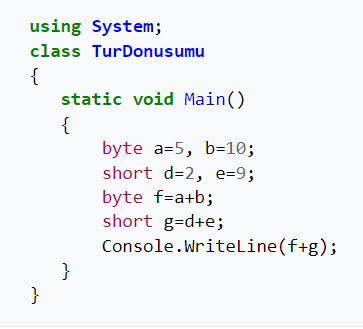 using System;
class TurDonusumu
{
   static void Main()
   {
       byte a=5, b=10;
       short d=2, e=9;
       byte f=a+b;
       short g=d+e;
       Console.WriteLine(f+g);
   }
}